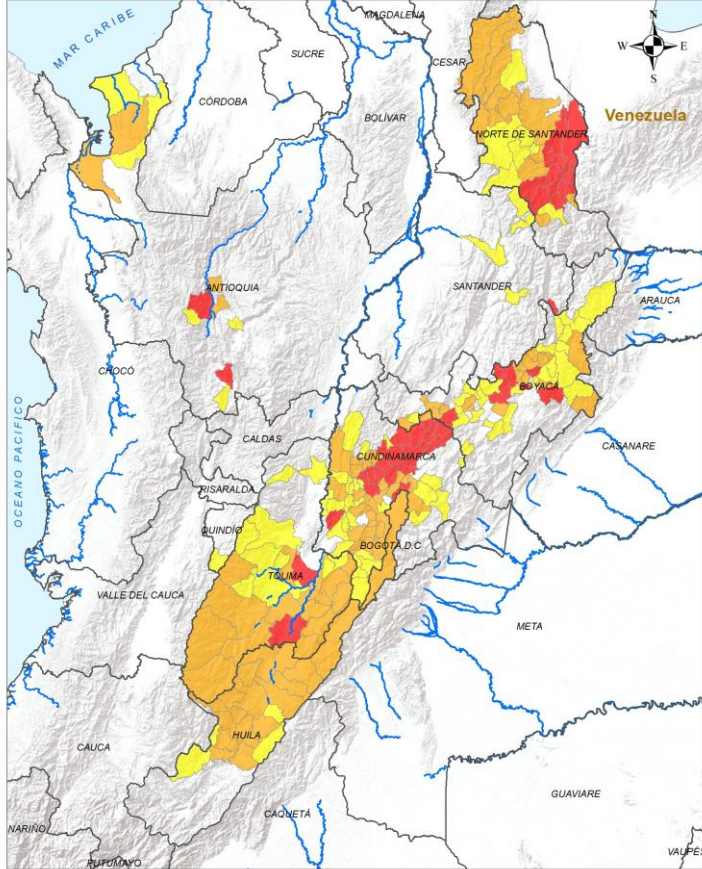 MAGDALENA
N
W E
S
MAR CARIBE
SUCRE
CESAR
CÓRDOBA
BOLÍVAR
Venezuela
NORTE DE SANTANDER
ANTIOQUIA
SANTANDER
ARAUCA
CHOCÓ
BOYACÁ
OCEANO PACIFICO
CALDAS
CUNDINAMARCA
CASANARE
RISARALDA
QUINDÍO
BOGOTÁ D.C
TOLIMA
VALLE DEL CAUCA
META
HUILA
CAUCA
GUAVIARE
CAQUETÁ
NARIÑO
PUTUMAYO
VAUPÉS